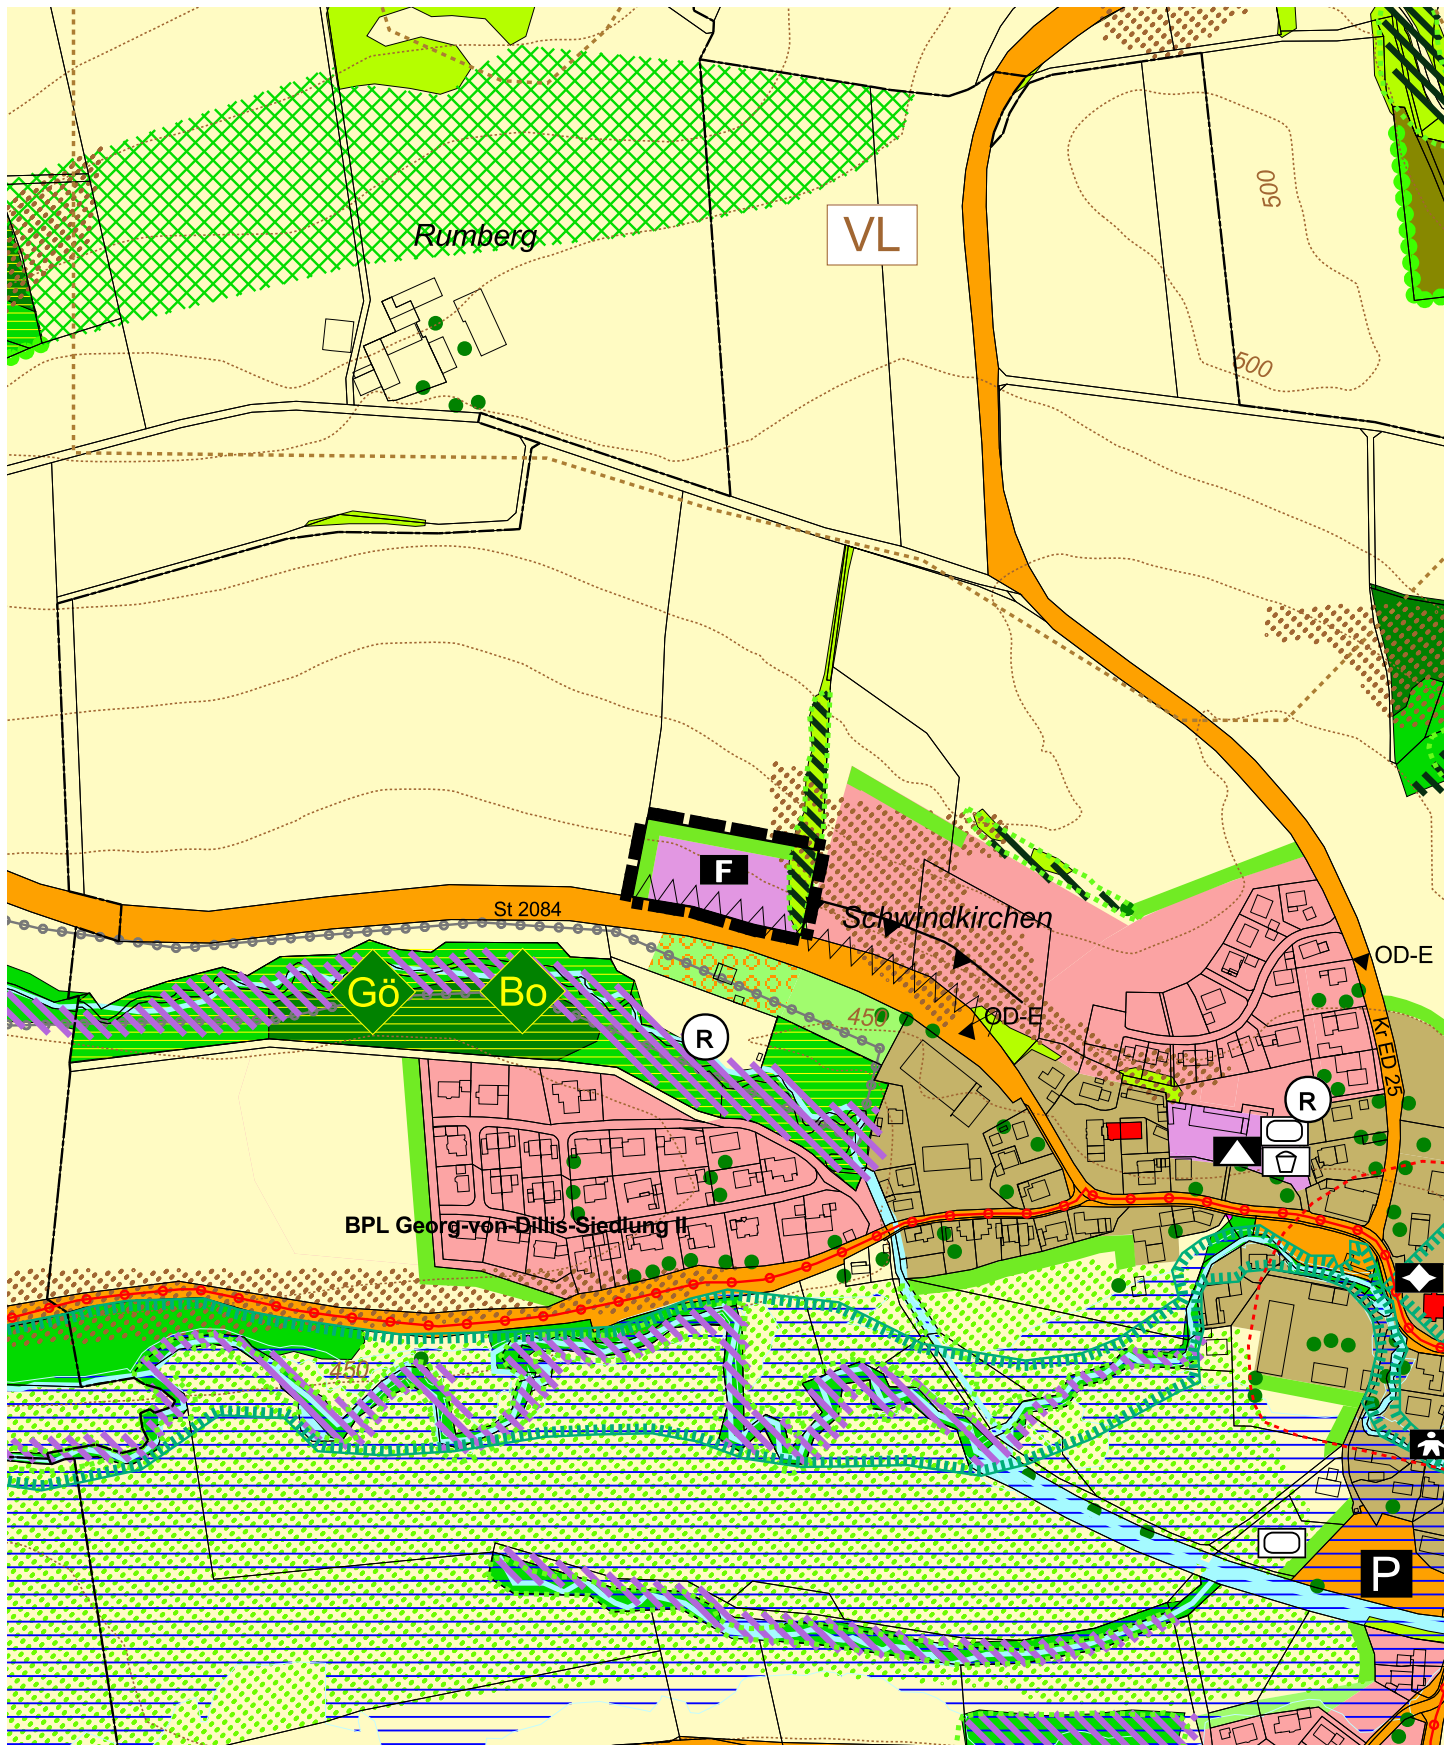 500
VL
Rumberg
500
F
St 2084
Schwindkirchen
OD-E
Gö
Bo
450
OD-E
R
Kr ED 25
R
BPL Georg-von-Dillis-Siedlung II
450
P